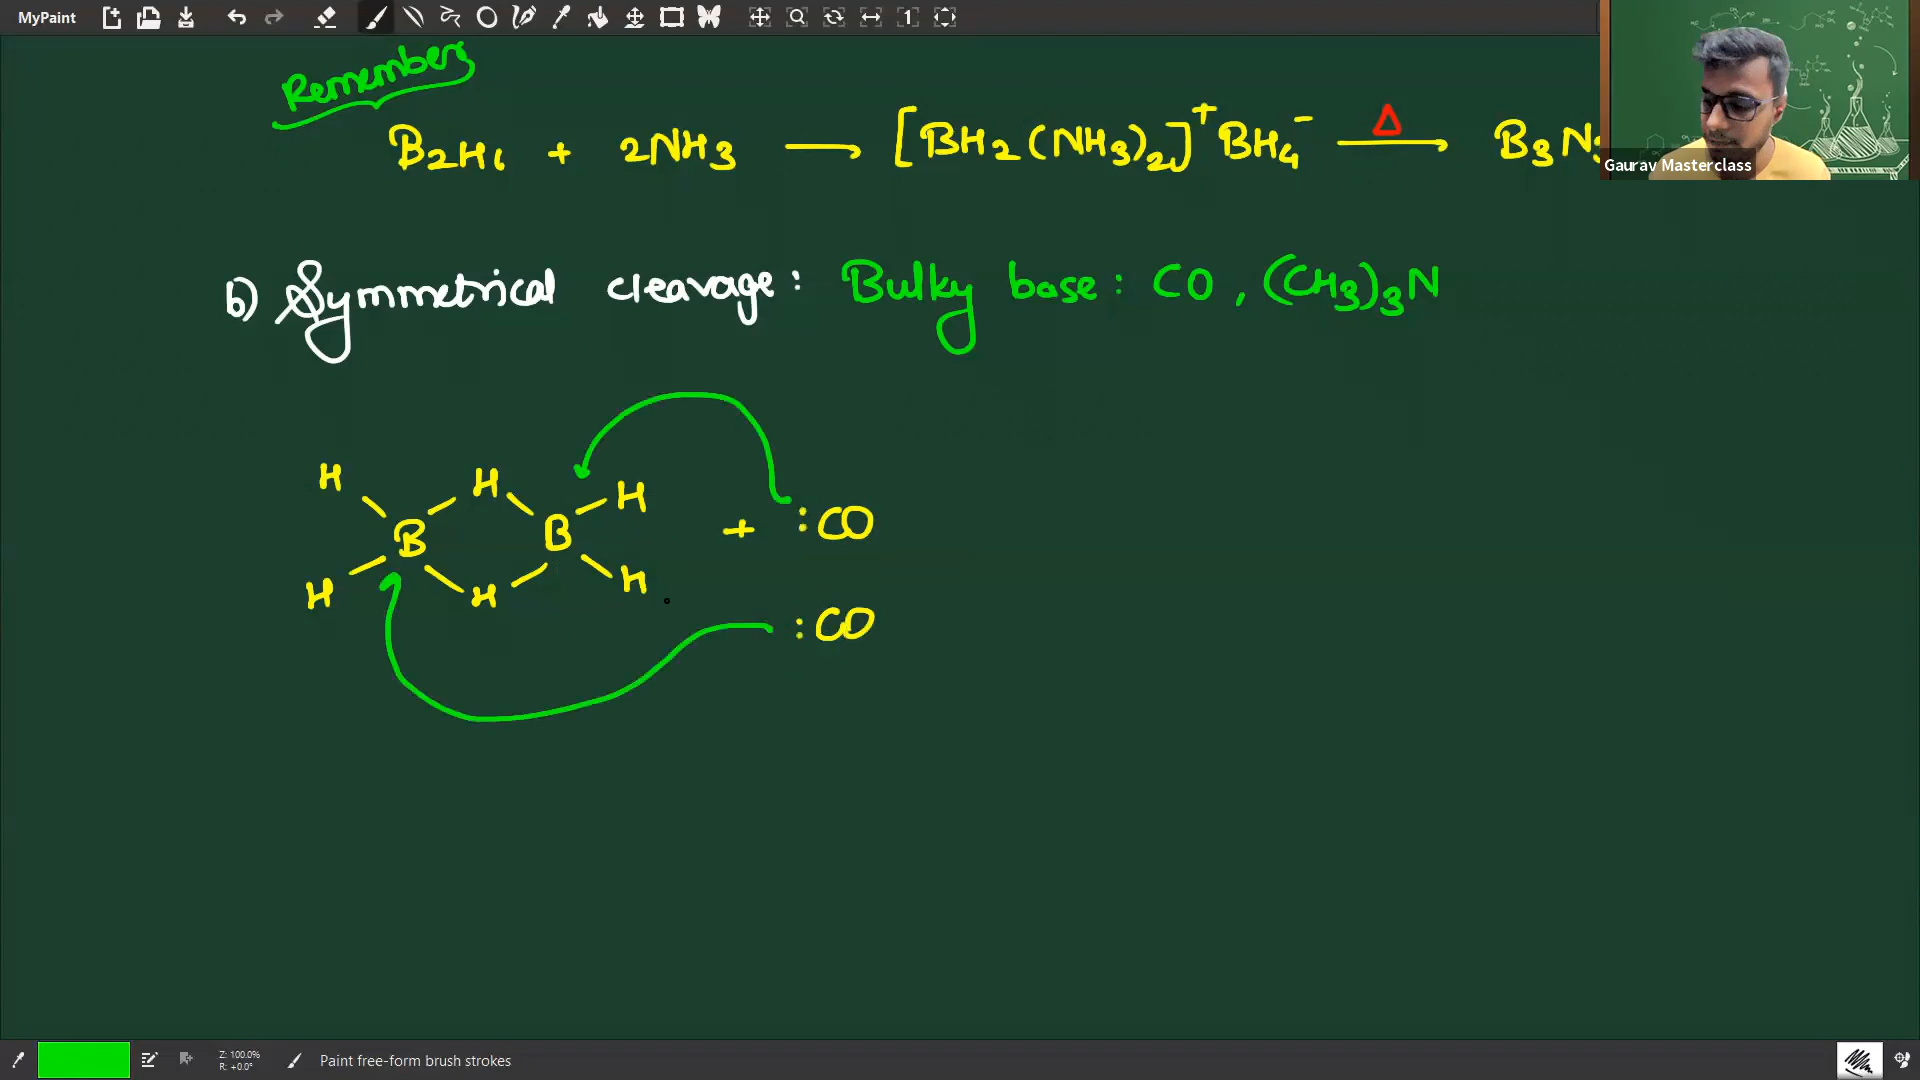 MyPaint
Remember
B2H6 + 2NH3 ⟶ [BH2(NH3)2]+ BH4- Δ⟶ B3N3
Gaurav Masterclass
b) Symmetrical cleavage: Bulky base: CO, (CH3)3N
H H H
B B + :CO
H H H
:CO
Z: 100.0%
R: +0.0°
Paint free-form brush strokes